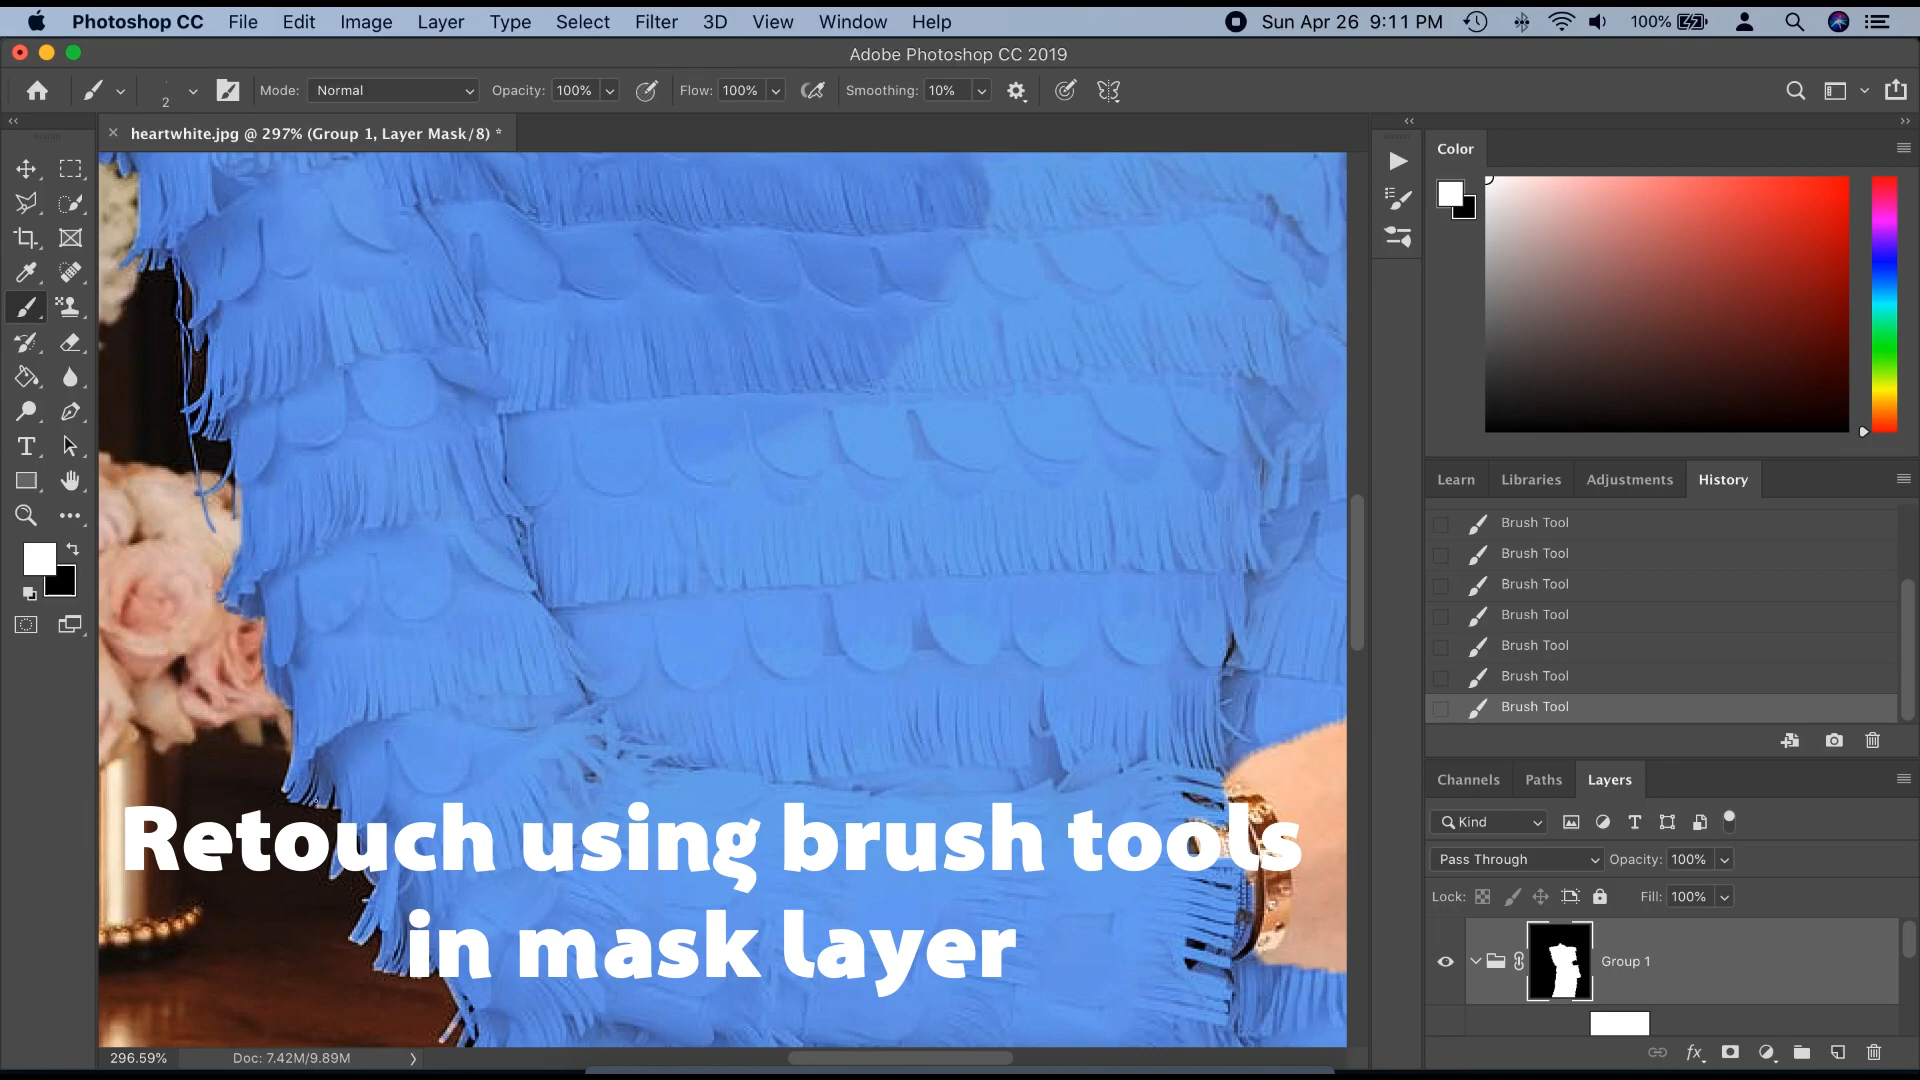 Photoshop CC File Edit Image Layer Type Select Filter 3D View Window Help Sun Apr 26 9:11 PM 100%
Adobe Photoshop CC 2019
2 Mode: Normal Opacity: 100% Flow: 100% Smoothing: 10%
heartwhite.jpg @ 297% (Group 1, Layer Mask/8) *
Color
Learn Libraries Adjustments History
Brush Tool
Brush Tool
Brush Tool
Brush Tool
Brush Tool
Brush Tool
Brush Tool
Channels Paths Layers
Kind
Pass Through Opacity: 100%
Lock: Fill: 100%
Group 1
fx
Retouch using brush tools
in mask layer
296.59% Doc: 7.42M/9.89M